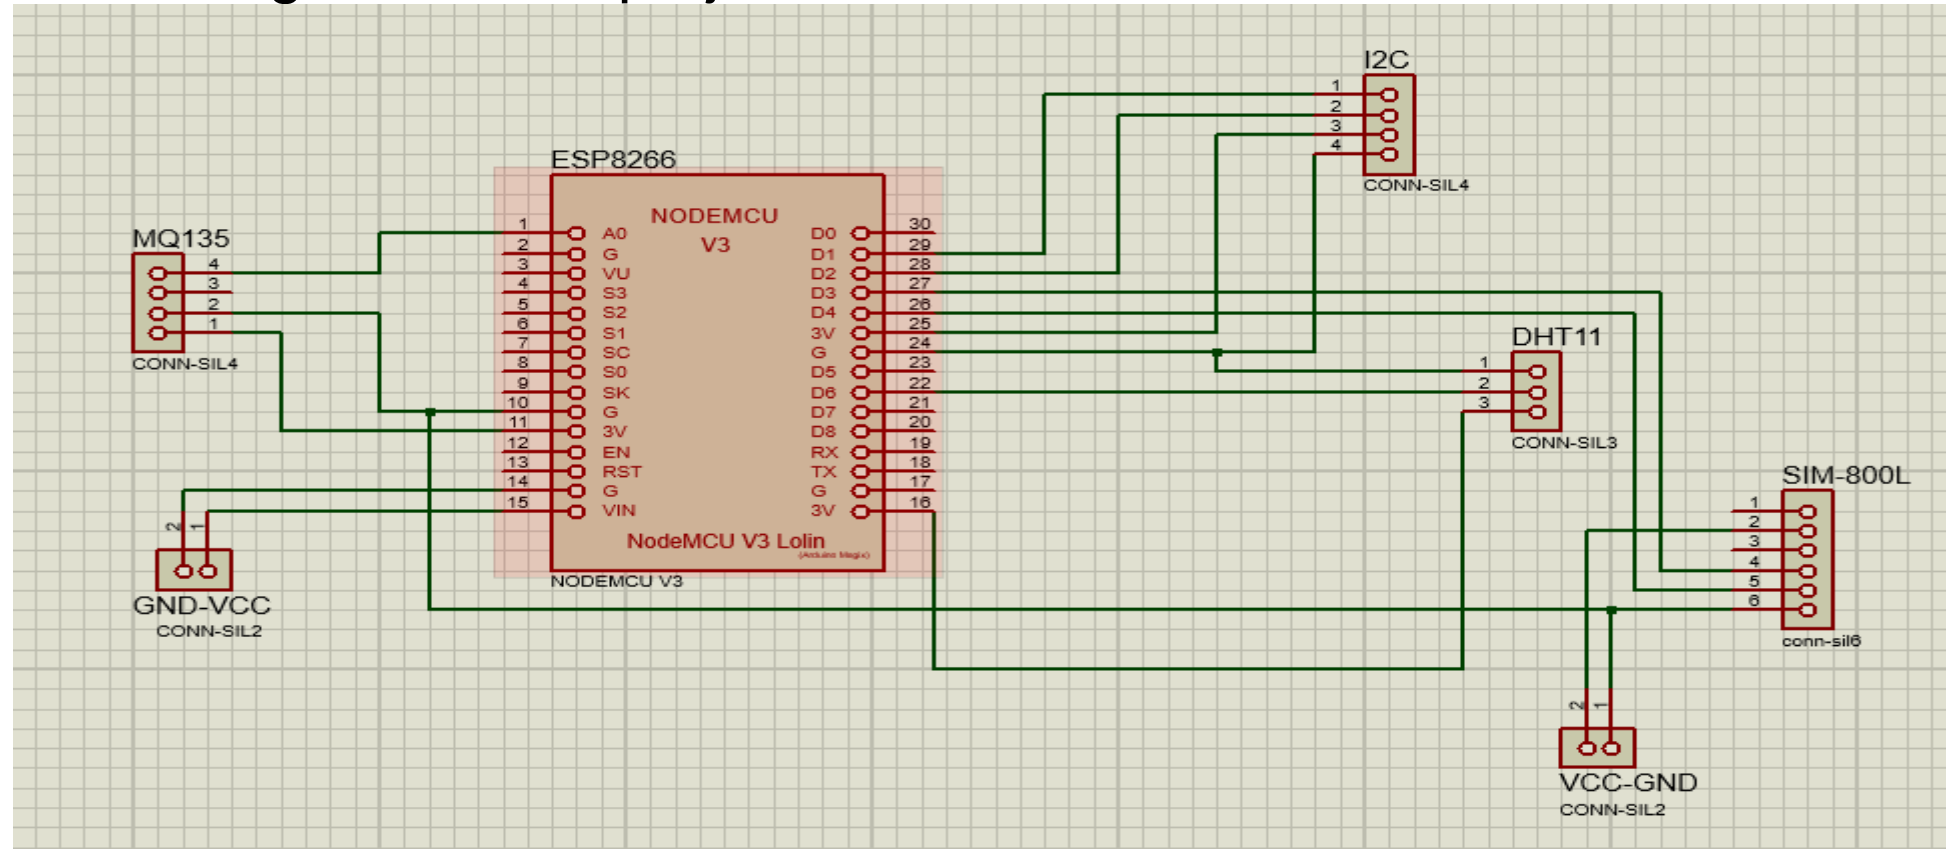 I2C
1
2
3
4
CONN-SIL4
ESP8266
NODEMCU
V3
MQ135
4
3
2
1
CONN-SIL4
1 A0 D0 30
2 G D1 29
3 VU D2 28
4 S3 D3 27
5 S2 D4 26
6 S1 3V 25
7 SC G 24
8 S0 D5 23
9 SK D6 22
10 G D7 21
11 3V D8 20
12 EN RX 19
13 RST TX 18
14 G G 17
15 VIN 3V 16
NodeMCU V3 Lolin
(Arduino Magix)
NODEMCU V3
DHT11
1
2
3
CONN-SIL3
SIM-800L
1
2
3
4
5
6
conn-sil6
2 1
GND-VCC
CONN-SIL2
2 1
VCC-GND
CONN-SIL2